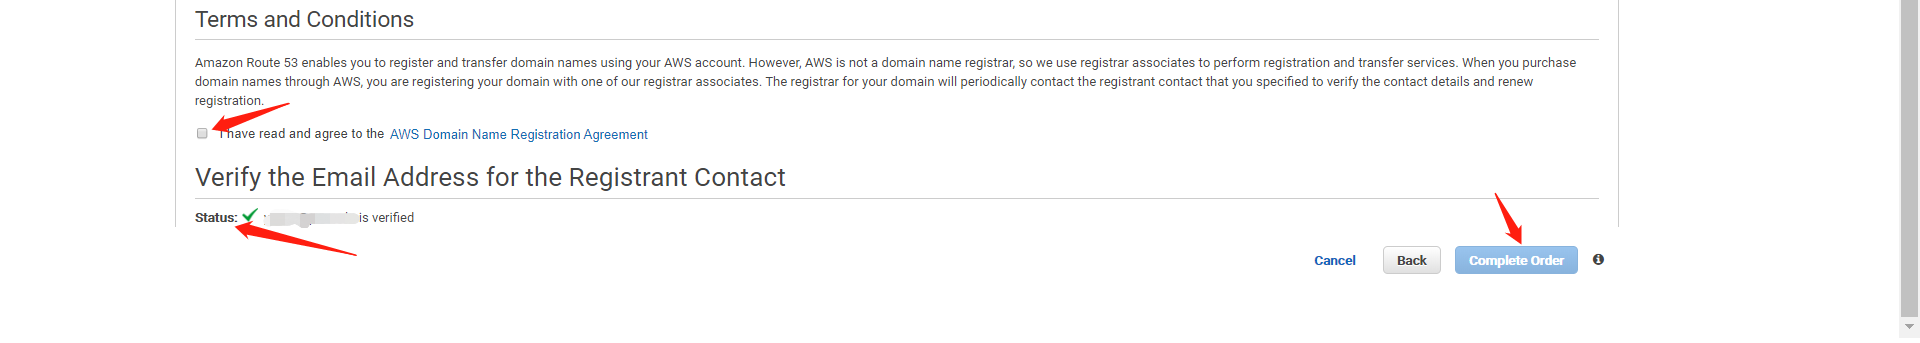 Terms and Conditions
Amazon Route 53 enables you to register and transfer domain names using your AWS account. However, AWS is not a domain name registrar, so we use registrar associates to perform registration and transfer services. When you purchase
domain names through AWS, you are registering your domain with one of our registrar associates. The registrar for your domain will periodically contact the registrant contact that you specified to verify the contact details and renew
registration.
I have read and agree to the AWS Domain Name Registration Agreement
Verify the Email Address for the Registrant Contact
Status: is verified
Cancel Back Complete Order